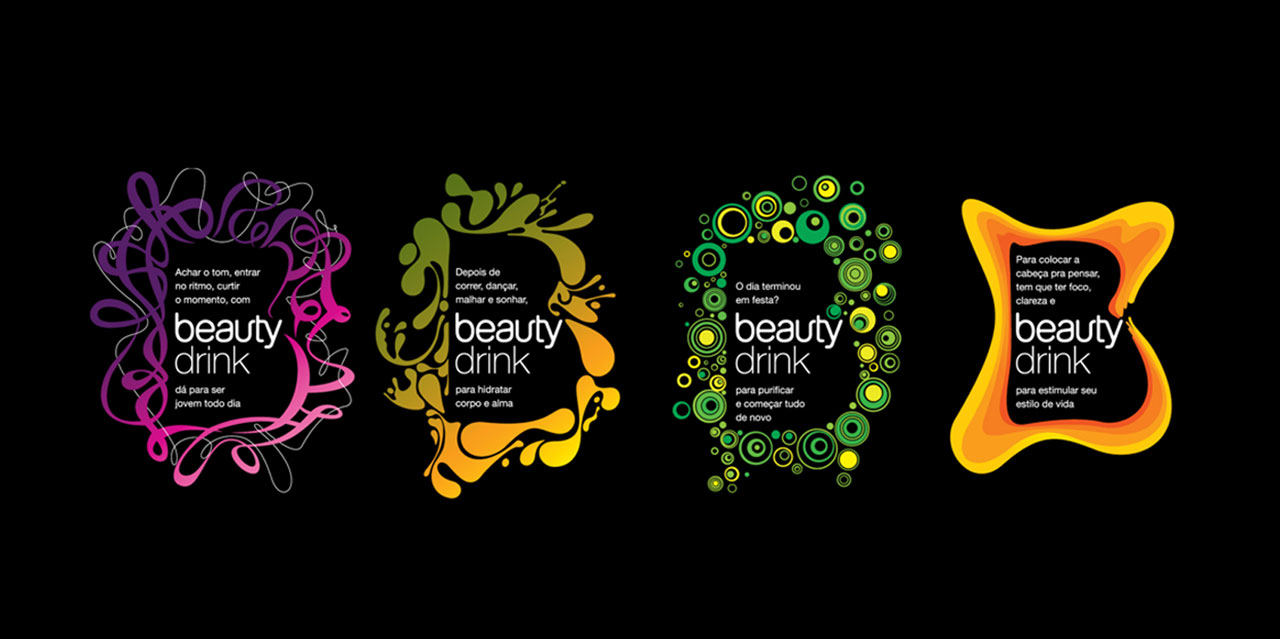 Achar o tom, entrar
no ritmo, curtir
o momento, com
beauty
drink
dá para ser
jovem todo dia
Depois de
correr, dançar,
malhar e sonhar,
beauty
drink
para hidratar
corpo e alma
O dia terminou
em festa?
beauty
drink
para purificar
e começar tudo
de novo
Para colocar a
cabeça pra pensar,
tem que ter foco,
clareza e
beauty
drink
para estimular seu
estilo de vida